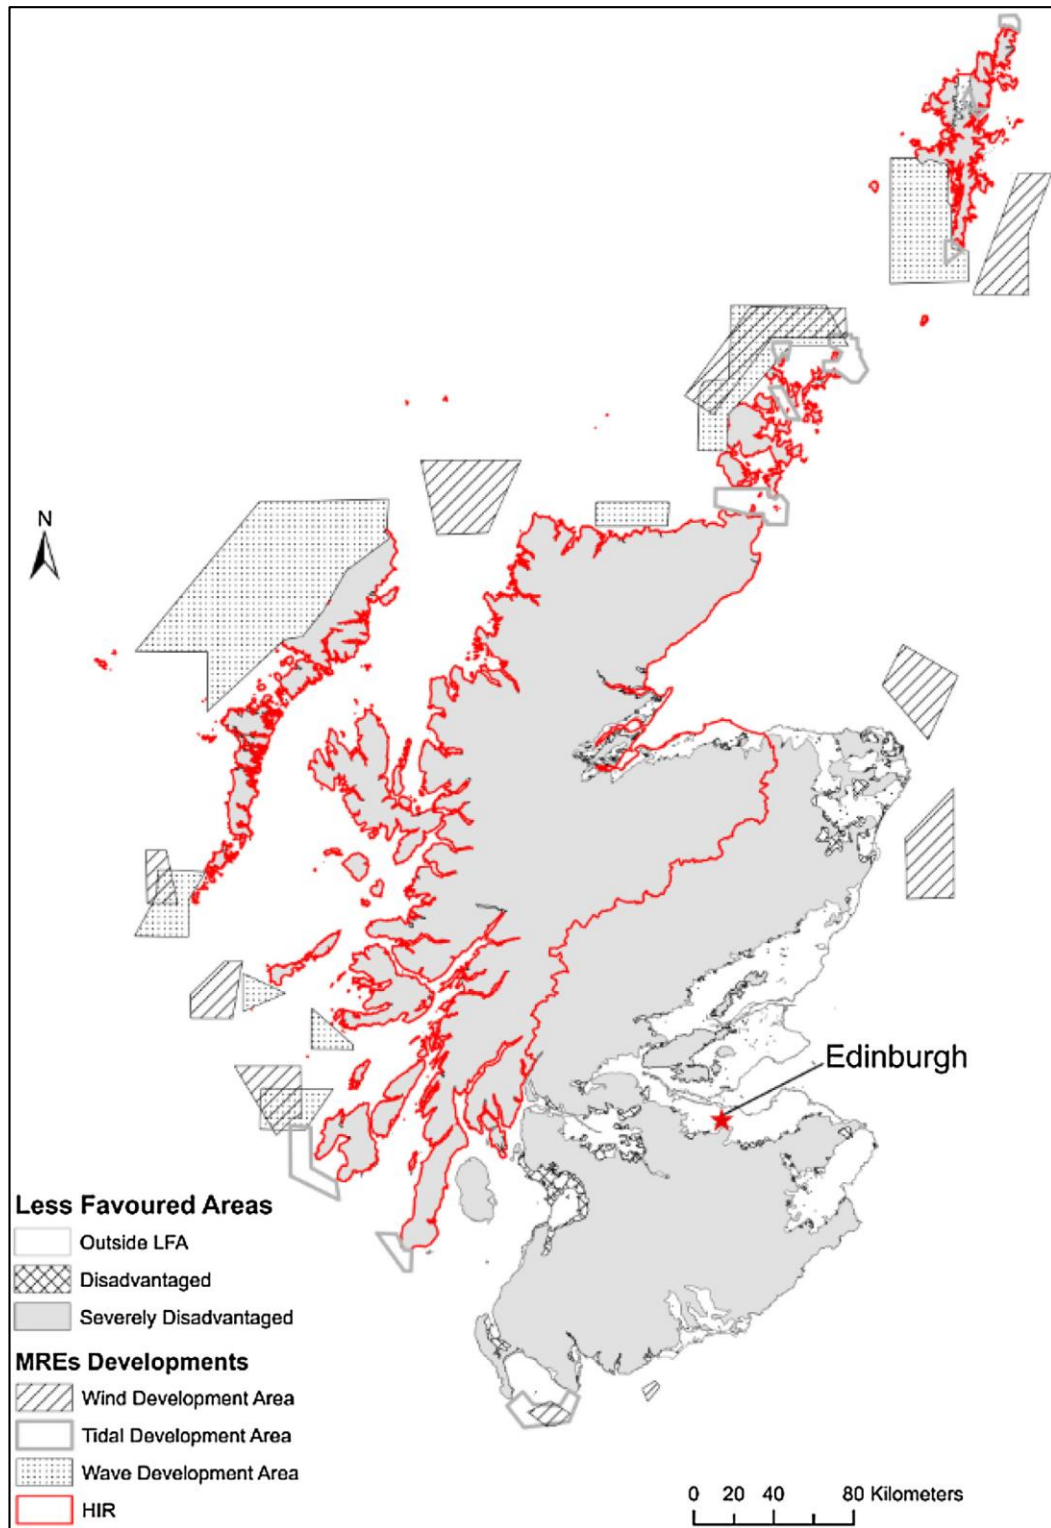 N
Edinburgh
Less Favoured Areas
Outside LFA
Disadvantaged
Severely Disadvantaged
MREs Developments
Wind Development Area
Tidal Development Area
Wave Development Area
HIR
0 20 40 80 Kilometers